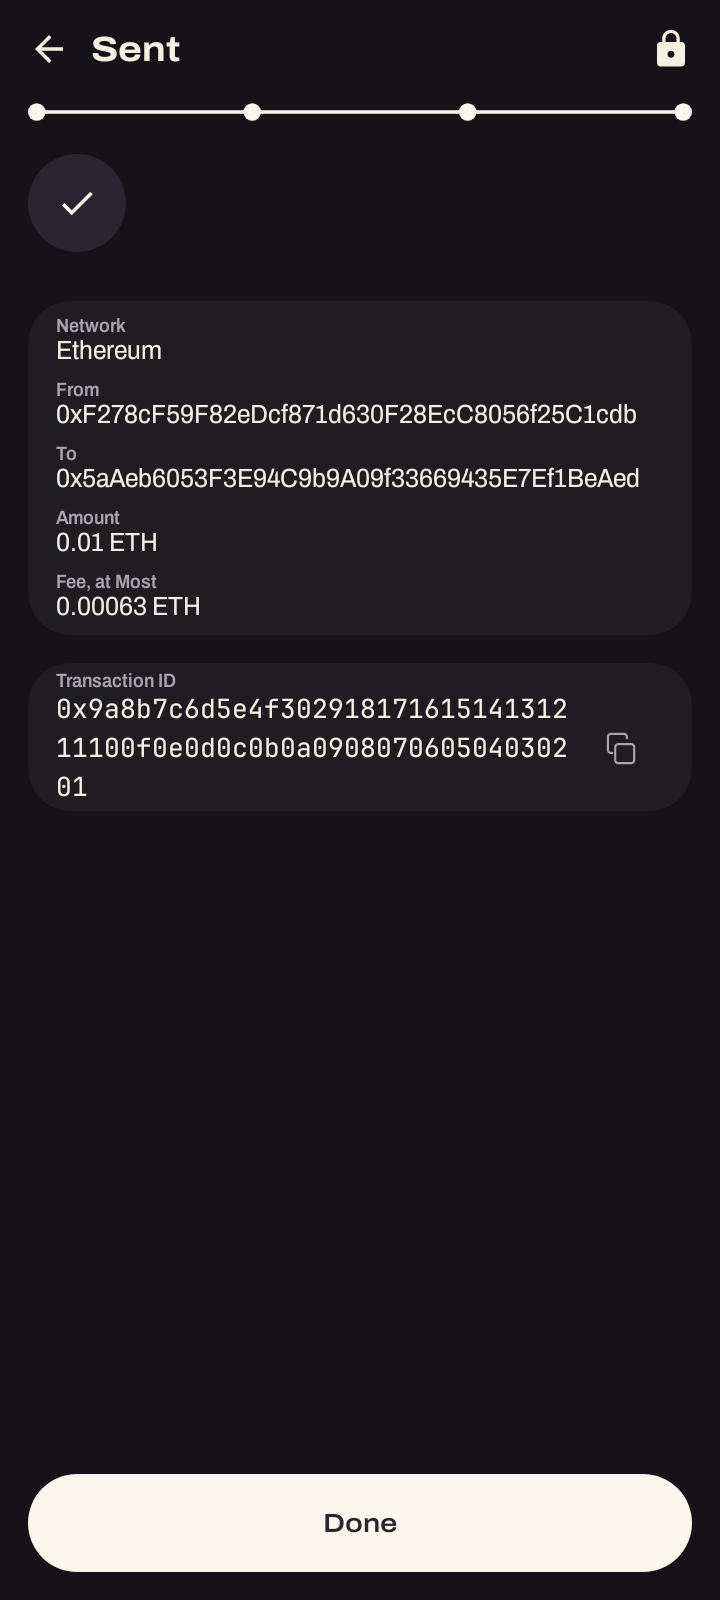 Sent
Network
Ethereum
From
0xF278cF59F82eDcf871d630F28EcC8056f25C1cdb
To
0x5aAeb6053F3E94C9b9A09f33669435E7Ef1BeAed
Amount
0.01 ETH
Fee, at Most
0.00063 ETH
Transaction ID
0x9a8b7c6d5e4f302918171615141312
11100f0e0d0c0b0a0908070605040302
01
Done